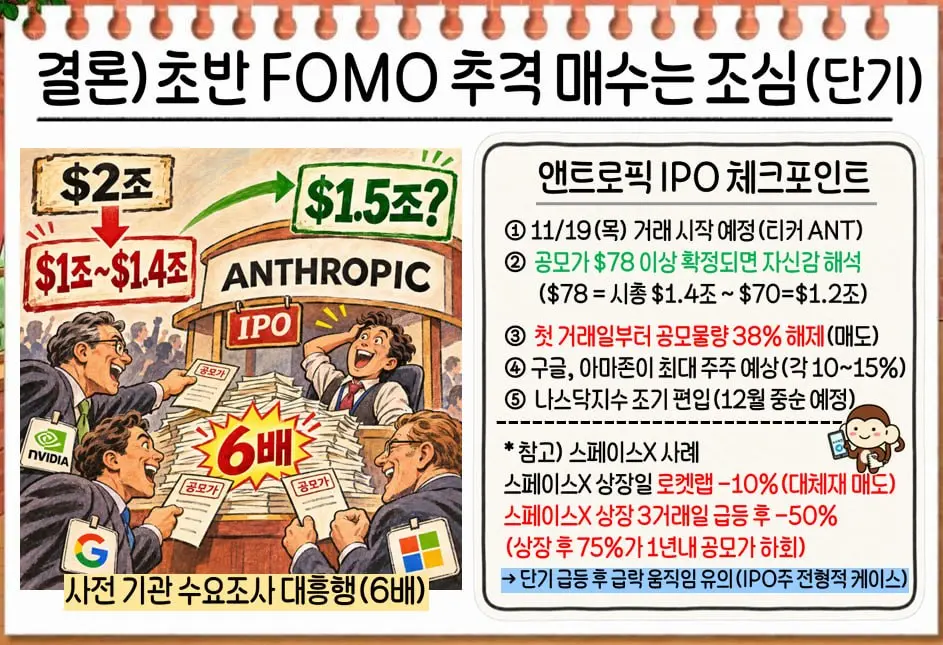 결론) 초반 FOMO 추격 매수는 조심 (단기)
$2조
$1.5조?
$1조~$1.4조
ANTHROPIC
IPO
공모가
6배
공모가
공모가
NVIDIA
G
사전 기관 수요조사 대흥행(6배)
앤트로픽 IPO 체크포인트
① 11/19(목) 거래 시작 예정(티커 ANT)
② 공모가 $78 이상 확정되면 자신감 해석
($78 = 시총 $1.4조 ~ $70=$1.2조)
③ 첫 거래일부터 공모물량 38% 해제(매도)
④ 구글, 아마존이 최대 주주 예상(각 10~15%)
⑤ 나스닥지수 조기 편입(12월 중순 예정)
* 참고) 스페이스X 사례
스페이스X 상장일 로켓랩 -10%(대체재 매도)
스페이스X 상장 3거래일 급등 후 -50%
(상장 후 75%가 1년내 공모가 하회)
→ 단기 급등 후 급락 움직임 유의(IPO주 전형적 케이스)